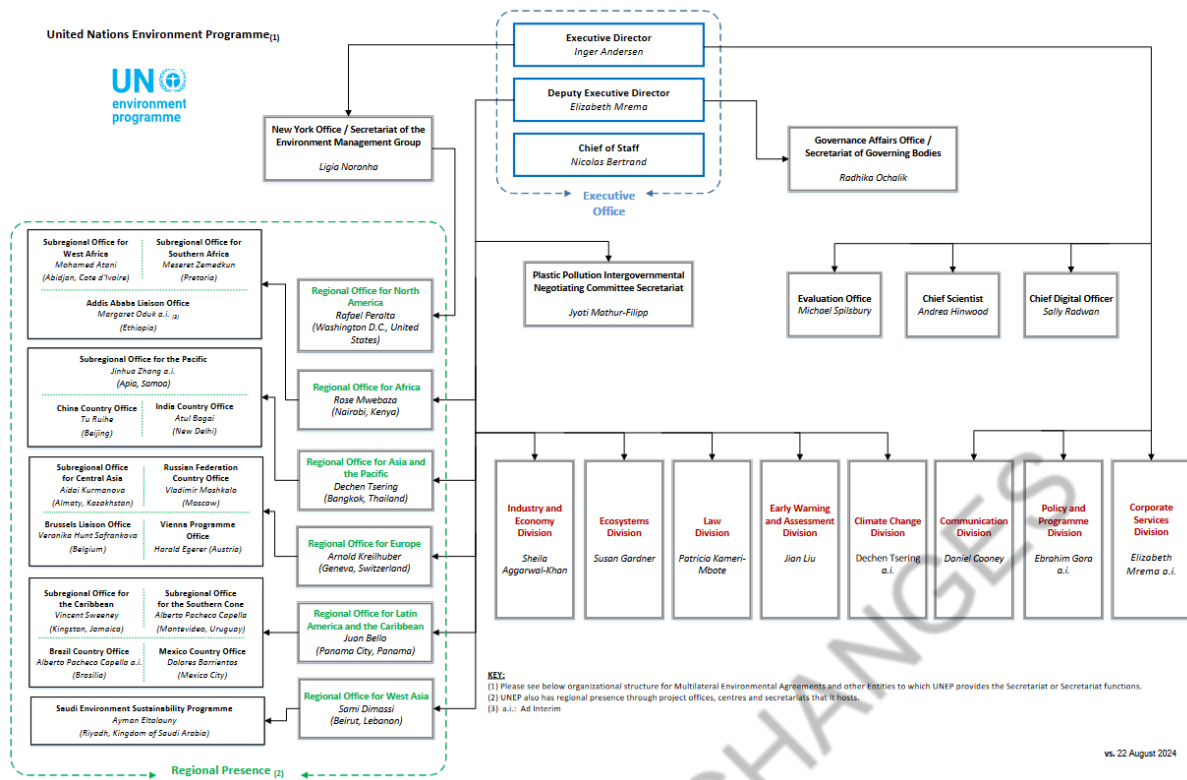 United Nations Environment Programme(1)
UN
environment
programme
Executive Director
Inger Andersen
Deputy Executive Director
Elizabeth Mrema
Chief of Staff
Nicolas Bertrand
Executive
Office
New York Office / Secretariat of the
Environment Management Group
Ligia Noronha
Governance Affairs Office /
Secretariat of Governing Bodies
Radhika Ochalik
Plastic Pollution Intergovernmental
Negotiating Committee Secretariat
Jyoti Mathur-Filipp
Evaluation Office
Michael Spilsbury
Chief Scientist
Andrea Hinwood
Chief Digital Officer
Sally Radwan
Subregional Office for
West Africa
Mohamed Atani
(Abidjan, Cote d'Ivoire)
Subregional Office for
Southern Africa
Meseret Zemedkun
(Pretoria)
Addis Ababa Liaison Office
Margaret Oduk a.i. (2)
(Ethiopia)
Subregional Office for the Pacific
Jinhua Zhang a.i.
(Apia, Samoa)
China Country Office
Tu Ruihe
(Beijing)
India Country Office
Atul Bagai
(New Delhi)
Subregional Office
for Central Asia
Aidai Kurmanova
(Almaty, Kazakhstan)
Russian Federation
Country Office
Vladimir Moshkalo
(Moscow)
Brussels Liaison Office
Veronika Hunt Safrankova
(Belgium)
Vienna Programme
Office
Harald Egerer (Austria)
Subregional Office for
the Caribbean
Vincent Sweeney
(Kingston, Jamaica)
Subregional Office
for the Southern Cone
Alberto Pacheco Capella
(Montevideo, Uruguay)
Brazil Country Office
Alberto Pacheco Capella a.i.
(Brasilia)
Mexico Country Office
Dolores Barrientos
(Mexico City)
Saudi Environment Sustainability Programme
Ayman Eltalouny
(Riyadh, Kingdom of Saudi Arabia)
Regional Office for North
America
Rafael Peralta
(Washington D.C., United
States)
Regional Office for Africa
Rose Mwebaza
(Nairobi, Kenya)
Regional Office for Asia and
the Pacific
Dechen Tsering
(Bangkok, Thailand)
Regional Office for Europe
Arnold Kreilhuber
(Geneva, Switzerland)
Regional Office for Latin
America and the Caribbean
Juan Bello
(Panama City, Panama)
Regional Office for West Asia
Sami Dimassi
(Beirut, Lebanon)
Regional Presence (2)
Industry and
Economy
Division
Sheila
Aggarwal-Khan
Ecosystems
Division
Susan Gardner
Law
Division
Patricia Kameri-
Mbote
Early Warning
and Assessment
Division
Jian Liu
Climate Change
Division
Dechen Tsering
a.i.
Communication
Division
Daniel Cooney
Policy and
Programme
Division
Ebrahim Gora
a.i.
Corporate
Services
Division
Elizabeth
Mrema a.i.
KEY:
(1) Please see below organizational structure for Multilateral Environmental Agreements and other Entities to which UNEP provides the Secretariat or Secretariat functions.
(2) UNEP also has regional presence through project offices, centres and secretariats that it hosts.
(3) a.i.: Ad Interim
vs. 22 August 2024
CHANGES